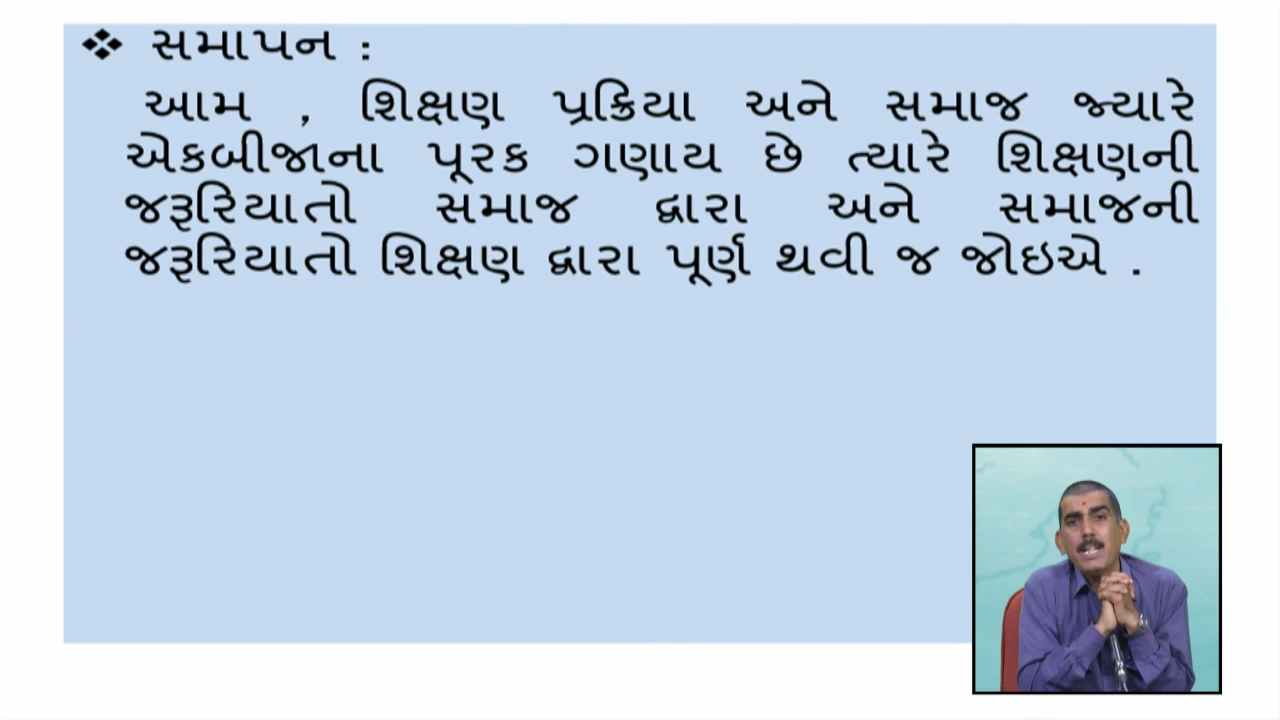 ❖ સમાપન :
આમ , શિક્ષણ પ્રક્રિયા અને સમાજ જ્યારે
એકબીજાના પૂરક ગણાય છે ત્યારે શિક્ષણની
જરૂરિયાતો સમાજ દ્વારા અને સમાજની
જરૂરિયાતો શિક્ષણ દ્વારા પૂર્ણ થવી જ જોઇએ .